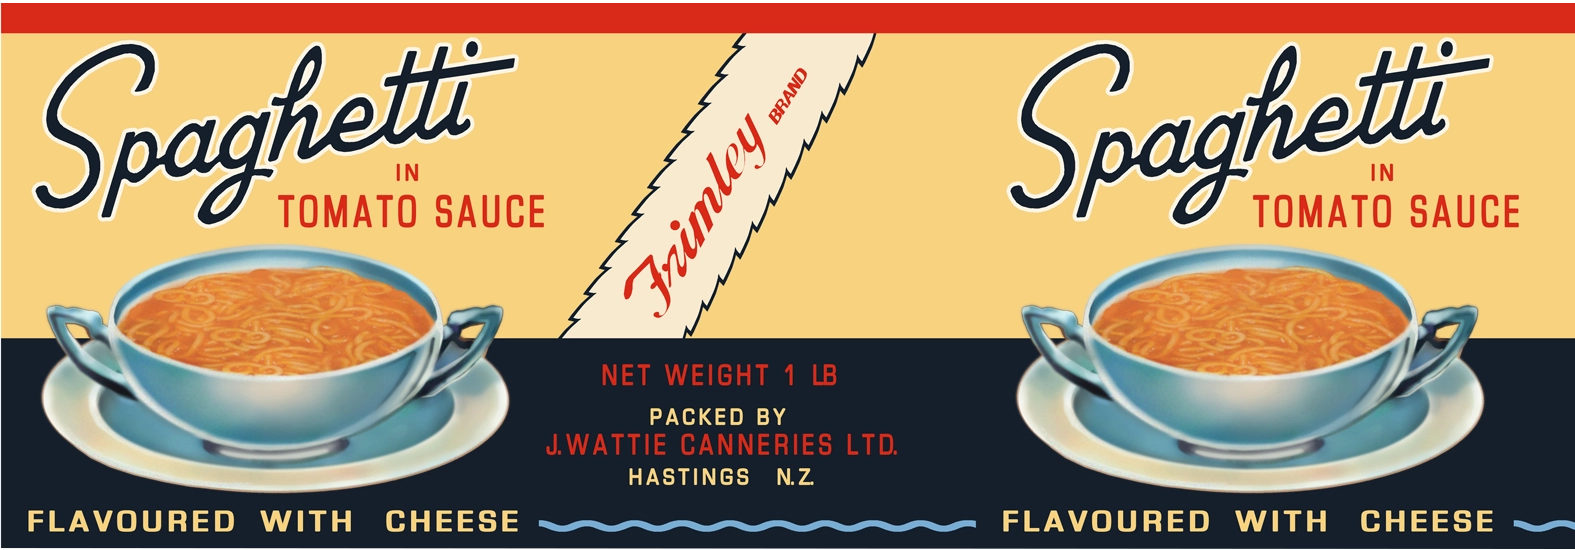 Spaghetti
IN
TOMATO SAUCE
FLAVOURED WITH CHEESE
Frimley BRAND
NET WEIGHT 1 LB
PACKED BY
J. WATTIE CANNERIES LTD.
HASTINGS N.Z.
Spaghetti
IN
TOMATO SAUCE
FLAVOURED WITH CHEESE